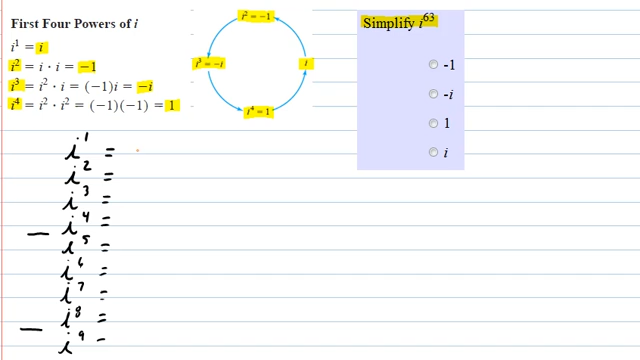 First Four Powers of i
i¹ = i
i² = i · i = −1
i³ = i² · i = (−1)i = −i
i⁴ = i² · i² = (−1)(−1) = 1
i² = −1
i³ = −i
i
i⁴ = 1
Simplify i⁶³
-1
-i
1
i
i¹ =
i² =
i³ =
— i⁴ =
i⁵ =
i⁶ =
i⁷ =
— i⁸ =
i⁹ =